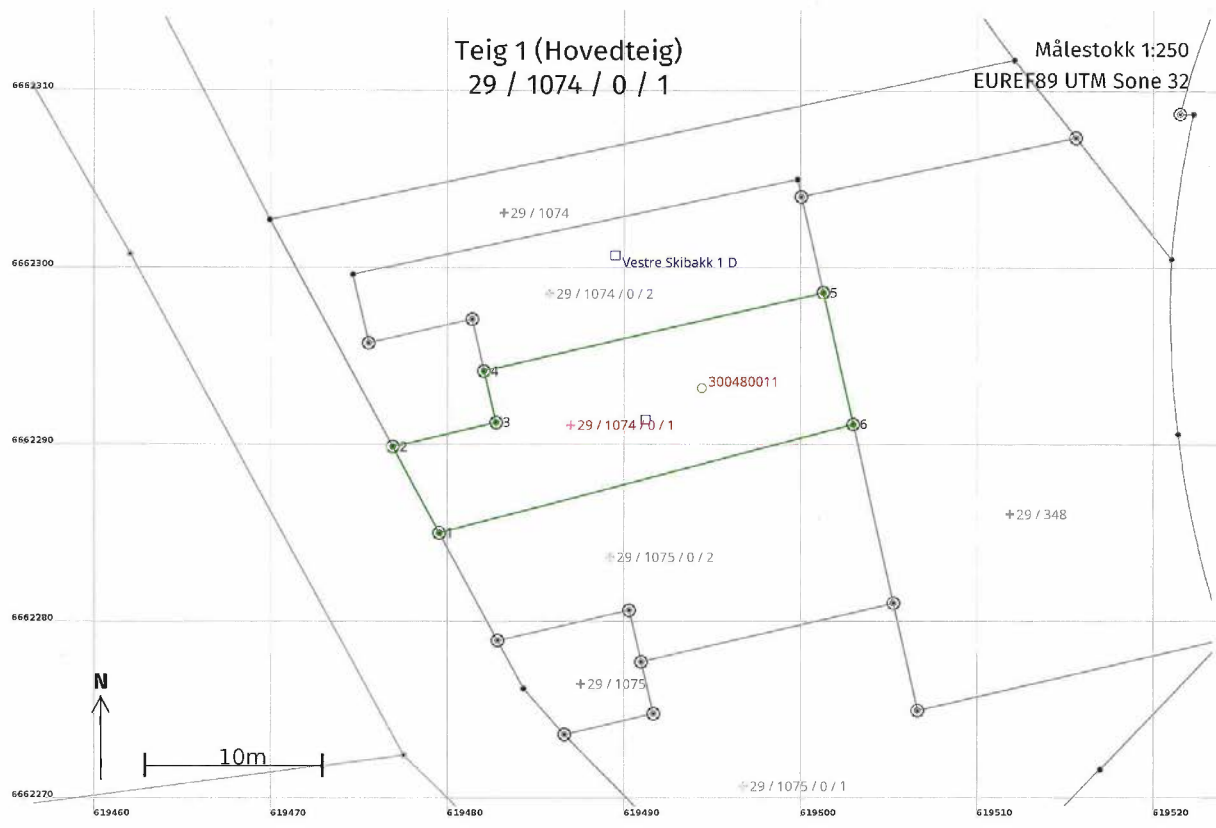 Teig 1 (Hovedteig)
29 / 1074 / 0 / 1
Målestokk 1:250
EUREF89 UTM Sone 32
6662310
29 / 1074
Vestre Skibakk 1 D
6662300
29 / 1074 / 0 / 2
5
4
300480011
3
29 / 1074 / 0 / 1
6
2
6662290
1
29 / 348
29 / 1075 / 0 / 2
6662280
N
29 / 1075
10m
29 / 1075 / 0 / 1
6662270
619460
619470
619480
619490
619500
619510
619520